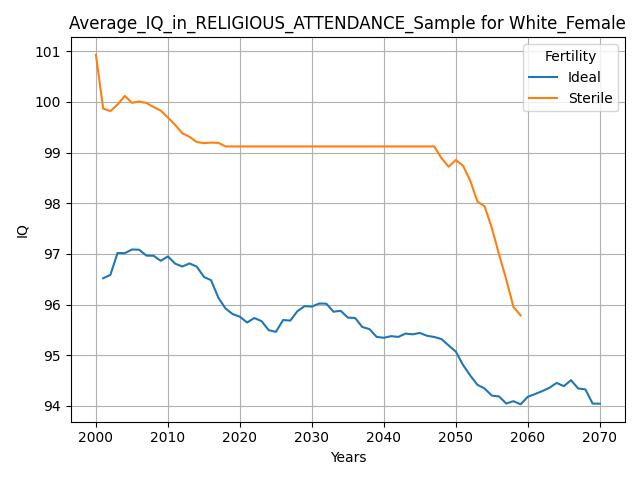 Average_IQ_in_RELIGIOUS_ATTENDANCE_Sample for White_Female
Fertility
Ideal
Sterile
101
100
99
98
97
96
95
94
IQ
2000 2010 2020 2030 2040 2050 2060 2070
Years